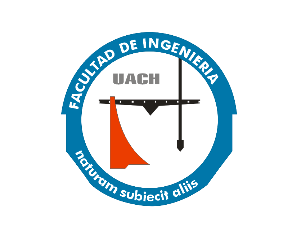 FACULTAD DE INGENIERIA
UACH
naturam subiecit aliis